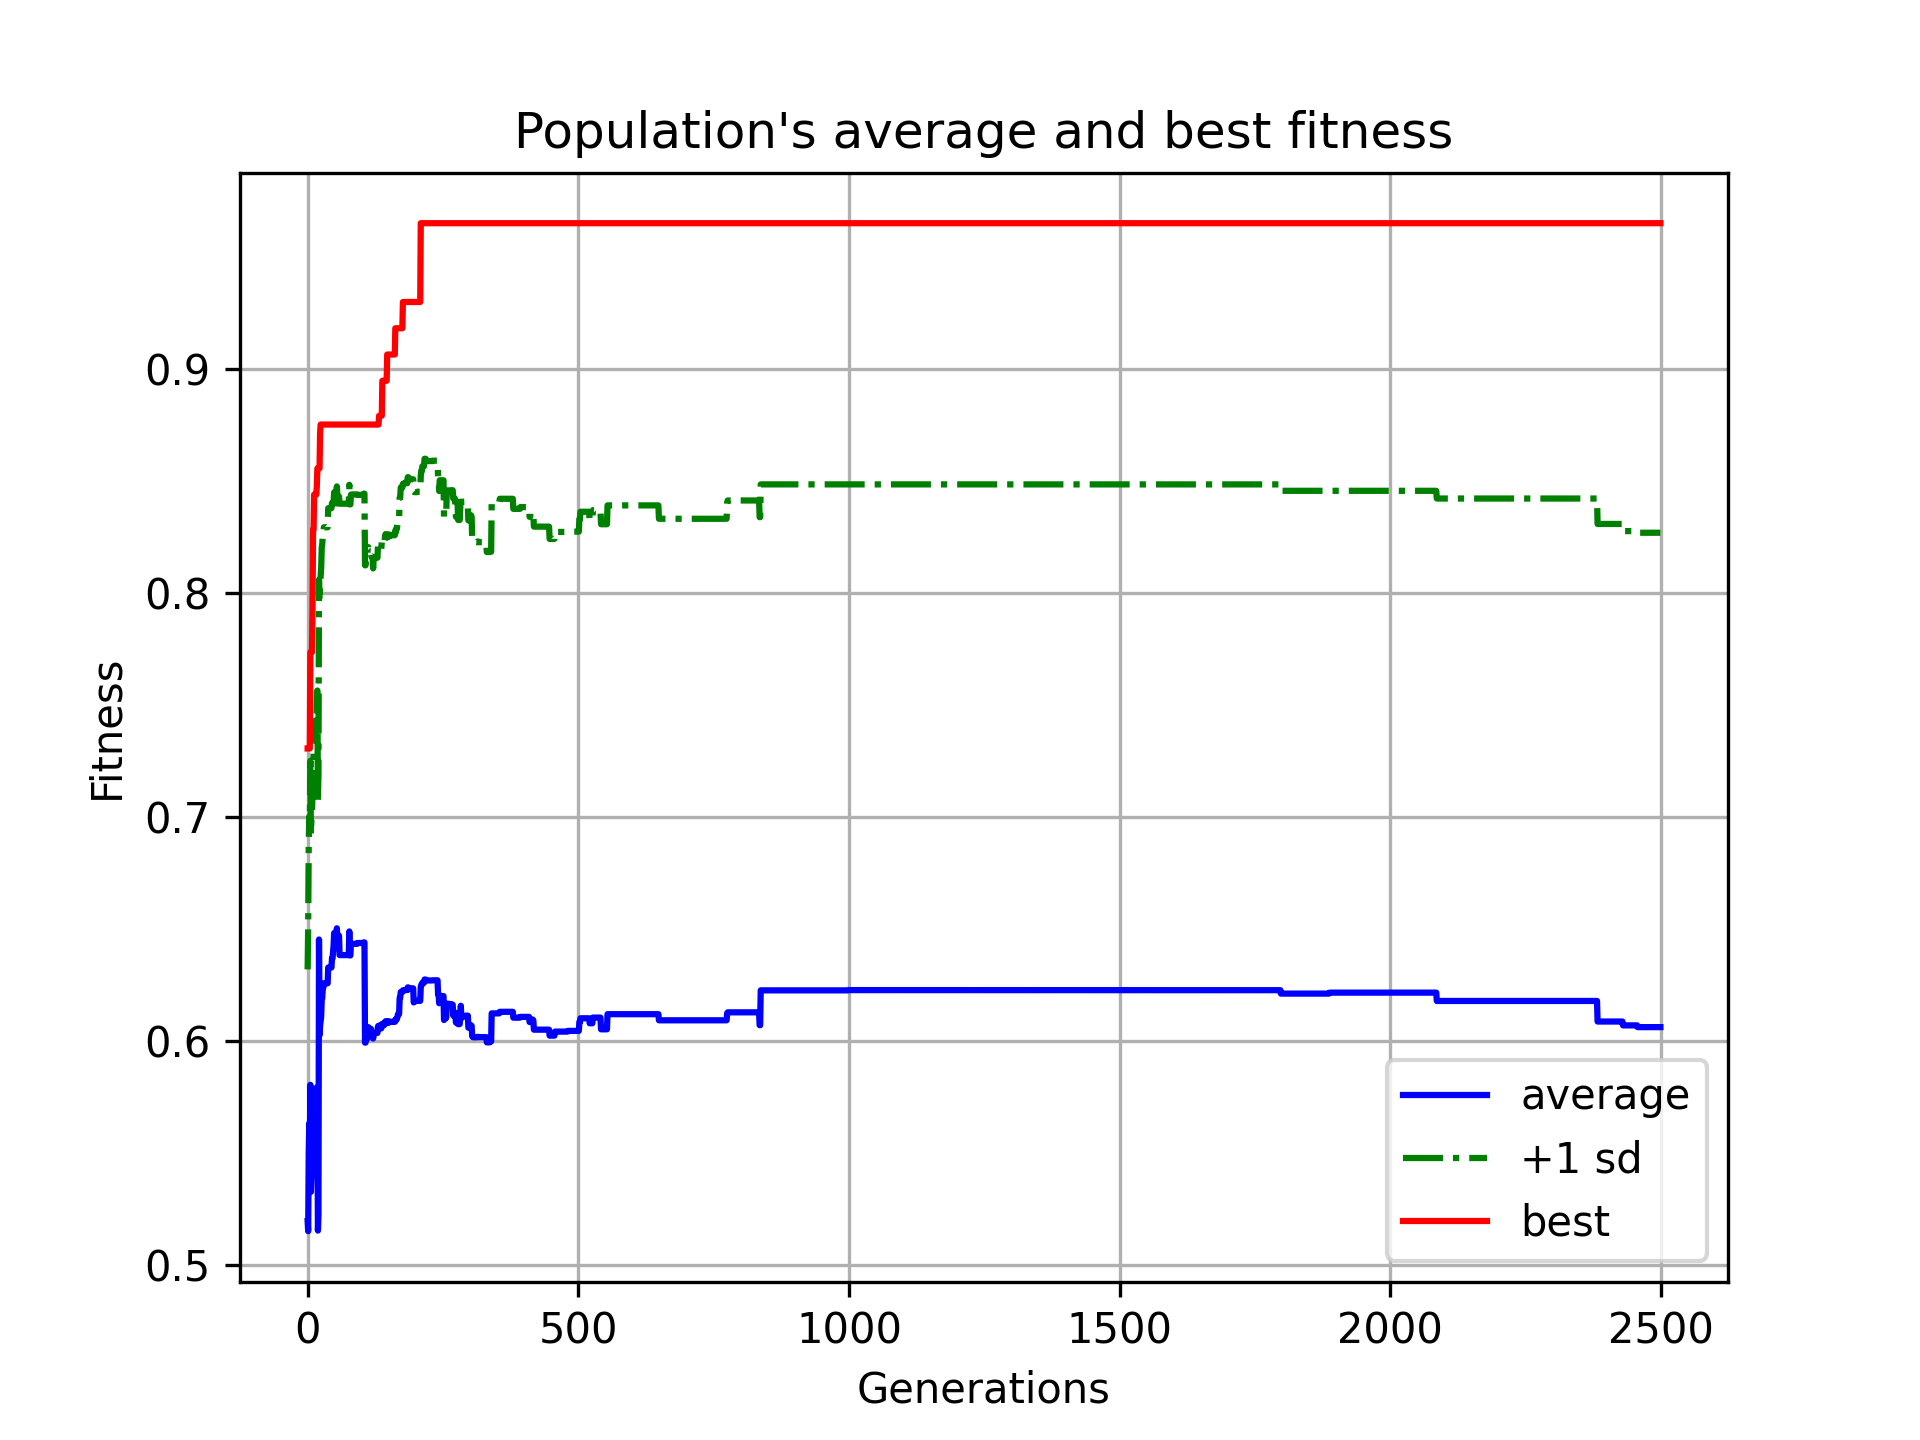 Population's average and best fitness
0.9
0.8
0.7
0.6
0.5
Fitness
average
+1 sd
best
0 500 1000 1500 2000 2500
Generations